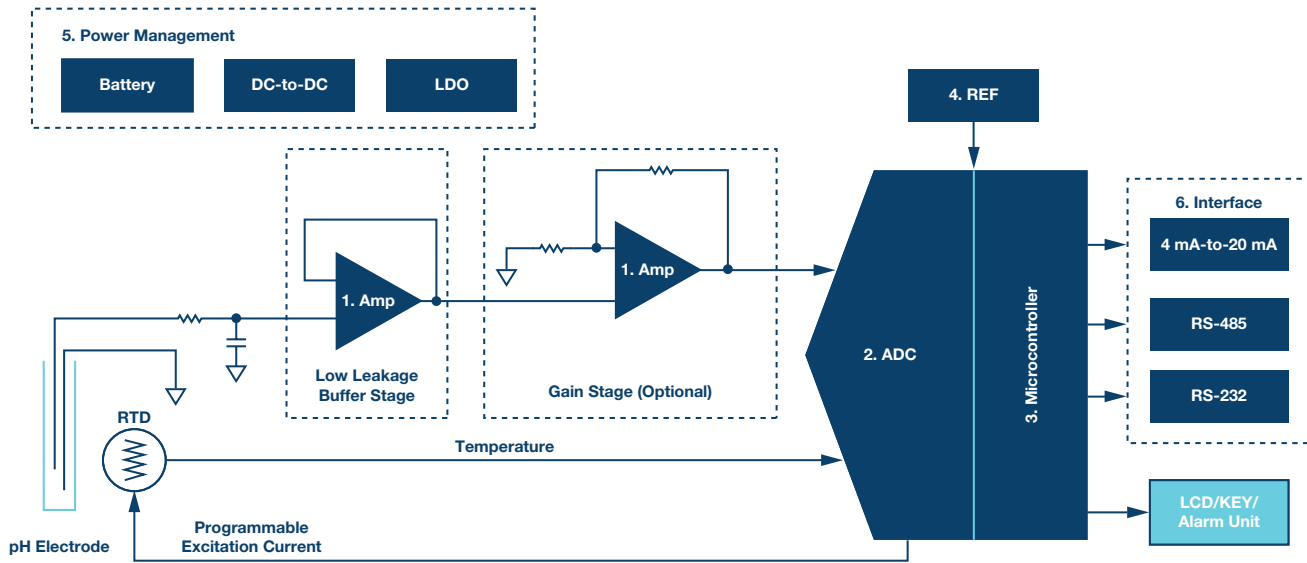 5. Power Management
Battery
DC-to-DC
LDO
4. REF
6. Interface
4 mA-to-20 mA
RS-485
RS-232
1. Amp
1. Amp
Low Leakage
Buffer Stage
Gain Stage (Optional)
2. ADC
3. Microcontroller
RTD
Temperature
LCD/KEY/
Alarm Unit
Programmable
Excitation Current
pH Electrode